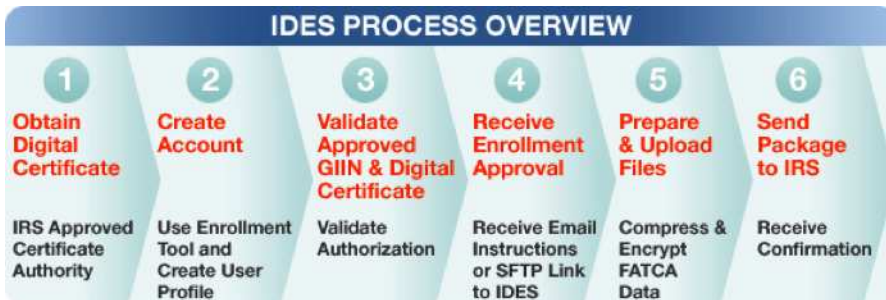 IDES PROCESS OVERVIEW
1
Obtain
Digital
Certificate
IRS Approved
Certificate
Authority
2
Create
Account
Use Enrollment
Tool and
Create User
Profile
3
Validate
Approved
GIIN & Digital
Certificate
Validate
Authorization
4
Receive
Enrollment
Approval
Receive Email
Instructions
or SFTP Link
to IDES
5
Prepare
& Upload
Files
Compress &
Encrypt
FATCA
Data
6
Send
Package
to IRS
Receive
Confirmation